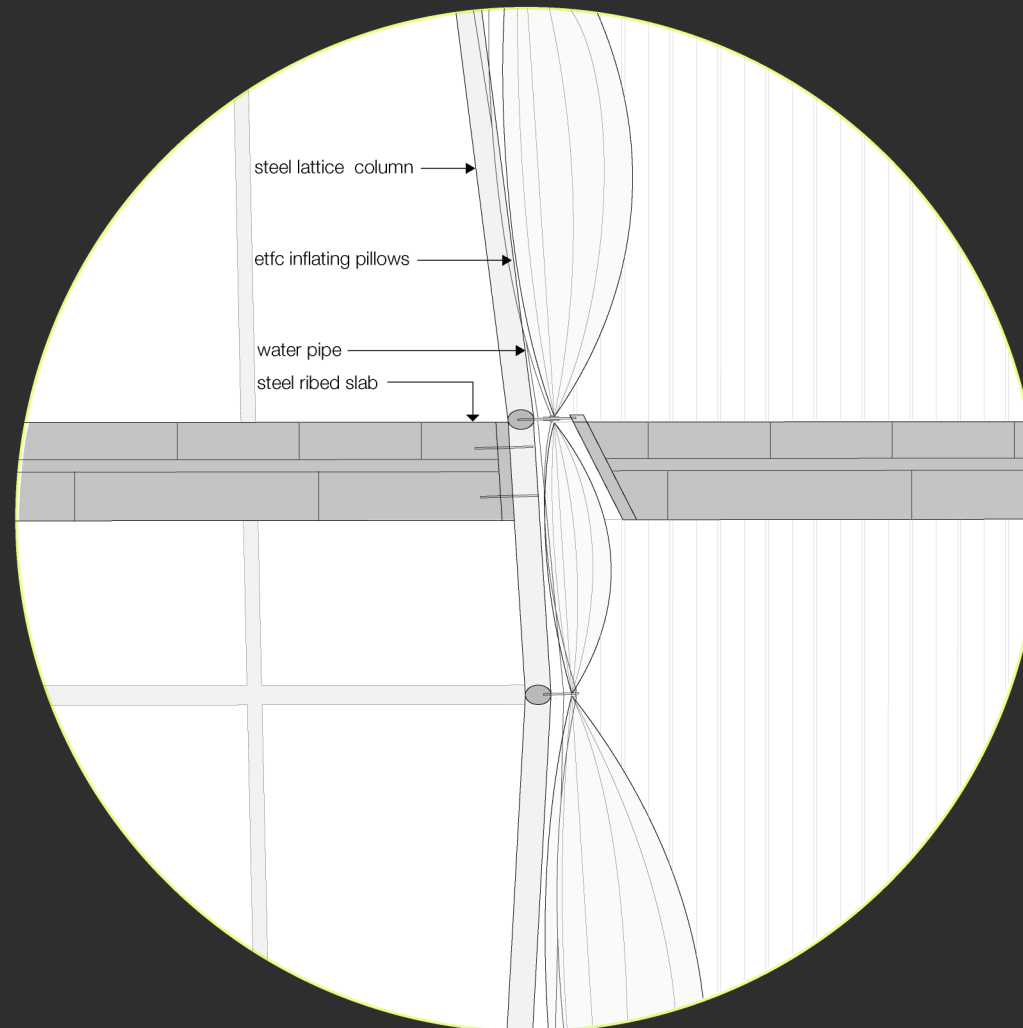 steel lattice  column
etfc inflating pillows
water pipe
steel ribed slab